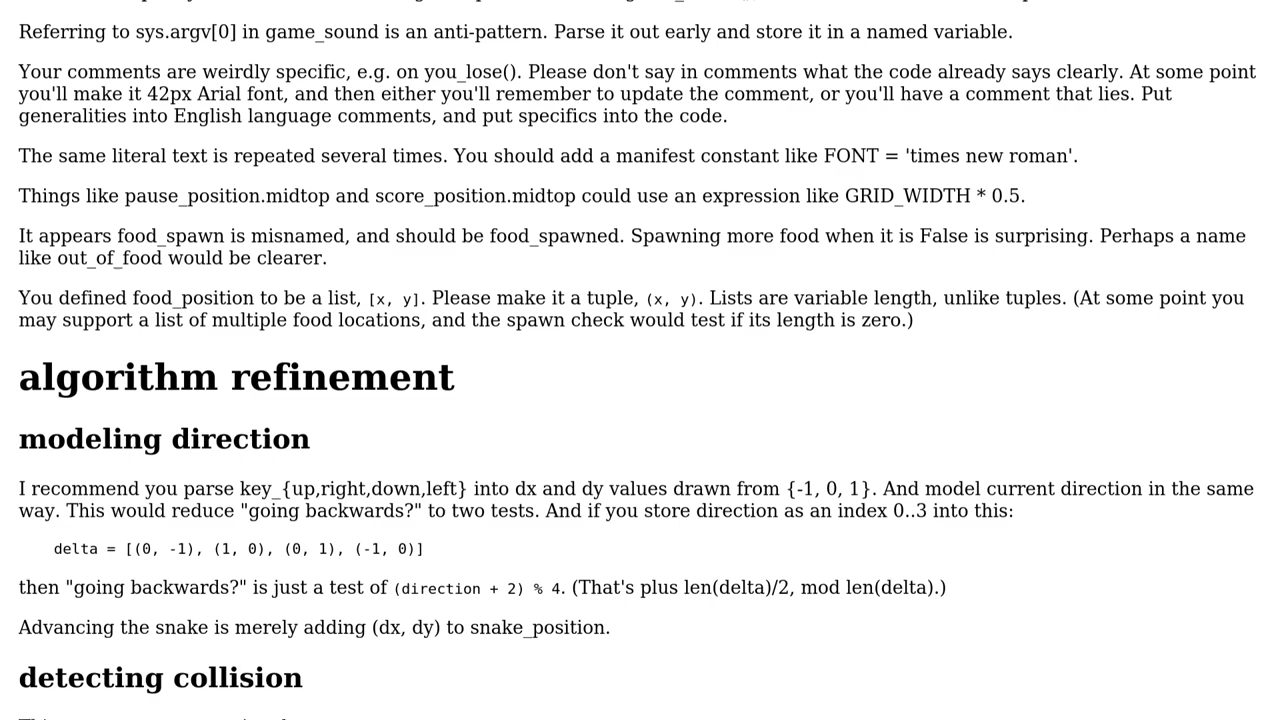 Referring to sys.argv[0] in game_sound is an anti-pattern. Parse it out early and store it in a named variable.
Your comments are weirdly specific, e.g. on you_lose(). Please don't say in comments what the code already says clearly. At some point
you'll make it 42px Arial font, and then either you'll remember to update the comment, or you'll have a comment that lies. Put
generalities into English language comments, and put specifics into the code.
The same literal text is repeated several times. You should add a manifest constant like FONT = 'times new roman'.
Things like pause_position.midtop and score_position.midtop could use an expression like GRID_WIDTH * 0.5.
It appears food_spawn is misnamed, and should be food_spawned. Spawning more food when it is False is surprising. Perhaps a name
like out_of_food would be clearer.
You defined food_position to be a list, [x, y]. Please make it a tuple, (x, y). Lists are variable length, unlike tuples. (At some point you
may support a list of multiple food locations, and the spawn check would test if its length is zero.)
algorithm refinement
modeling direction
I recommend you parse key_{up,right,down,left} into dx and dy values drawn from {-1, 0, 1}. And model current direction in the same
way. This would reduce "going backwards?" to two tests. And if you store direction as an index 0..3 into this:
delta = [(0, -1), (1, 0), (0, 1), (-1, 0)]
then "going backwards?" is just a test of (direction + 2) % 4. (That's plus len(delta)/2, mod len(delta).)
Advancing the snake is merely adding (dx, dy) to snake_position.
detecting collision